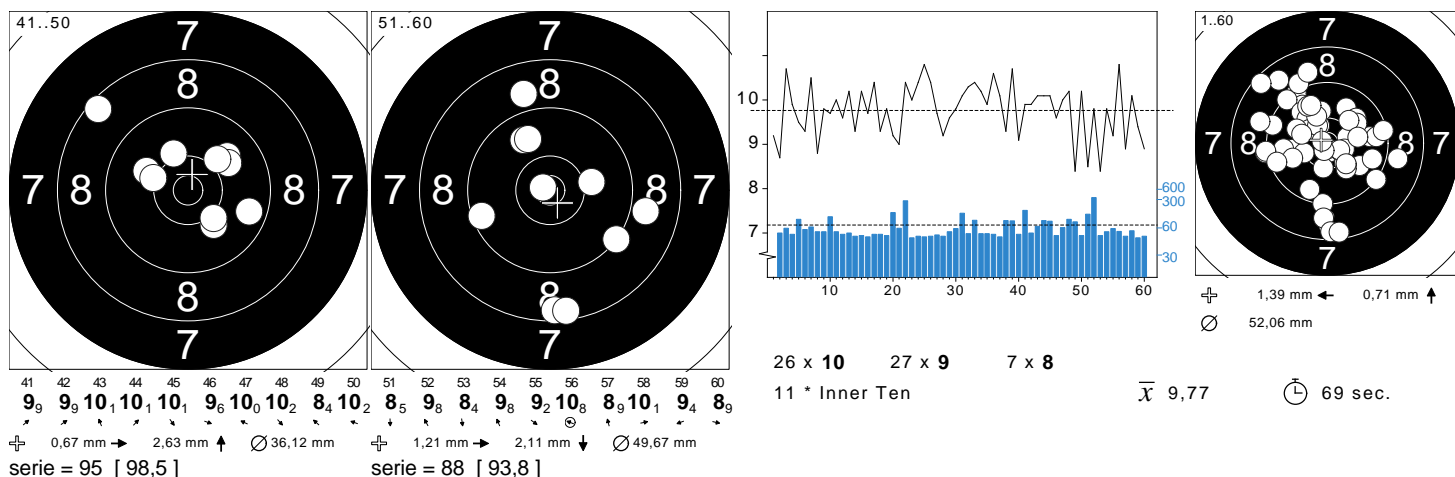 41..50
7
8
7 8 8 7
8
7
41 42 43 44 45 46 47 48 49 50
9₉ 9₉ 10₁ 10₁ 10₁ 9₆ 10₀ 10₂ 8₄ 10₂
0,67 mm 2,63 mm 36,12 mm
serie = 95 [ 98,5 ]
51..60
7
8
7 8 8 7
8
7
51 52 53 54 55 56 57 58 59 60
8₅ 9₈ 8₄ 9₈ 9₂ 10₈ 8₉ 10₁ 9₄ 8₉
1,21 mm 2,11 mm 49,67 mm
serie = 88 [ 93,8 ]
10
9
8
7
600
300
60
30
10 20 30 40 50 60
26 x 10 27 x 9 7 x 8
11 * Inner Ten x̅ 9,77 69 sec.
1..60
7
8
7 8 8 7
7
1,39 mm 0,71 mm
52,06 mm